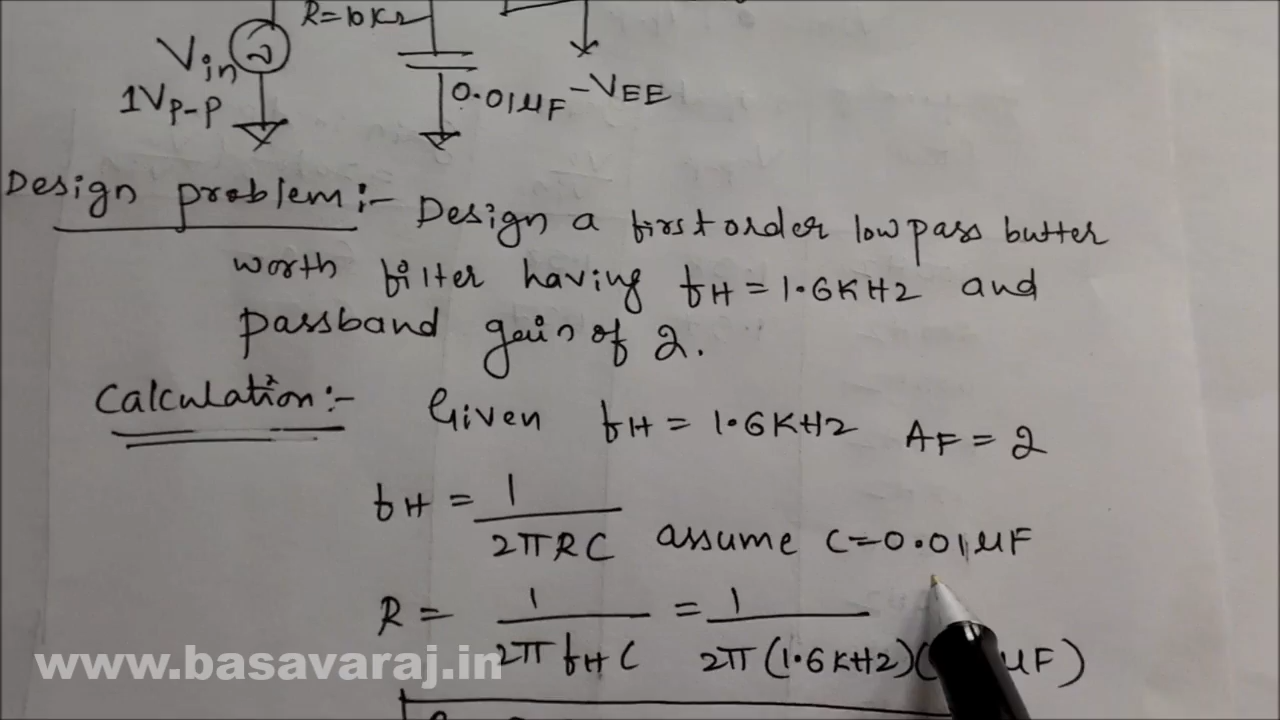 R=10KΩ
Vin
1Vp-p
0.01µF
-VEE
Design problem:- Design a first order low pass butter
worth filter having fH = 1.6KHz and
passband gain of 2.
Calculation:- Given fH = 1.6KHz AF = 2
fH = 1
2πRC assume C=0.01µF
R = 1 = 1
2π fH C 2π(1.6KHz)( µF)
www.basavaraj.in